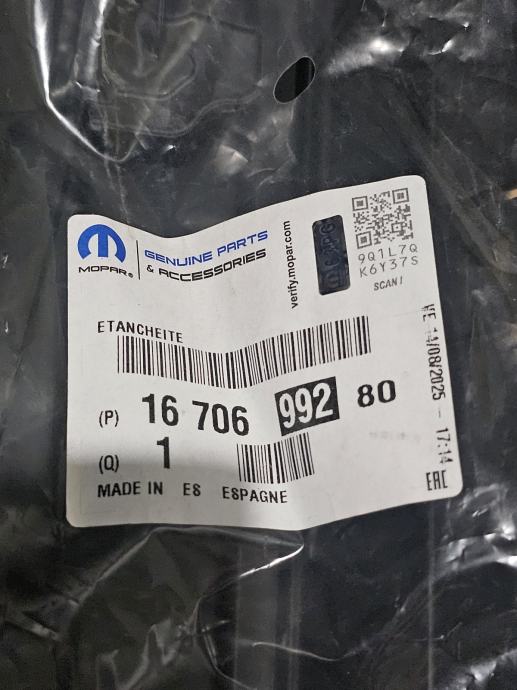 MOPAR®
GENUINE PARTS
& ACCESSORIES
verify.mopar.com
9Q1L7Q
K6Y37S
SCAN!
ETANCHEITE
(P) 16 706 992 80
(Q) 1
MADE IN ES ESPAGNE
/08/2025 - 17:14
EAC